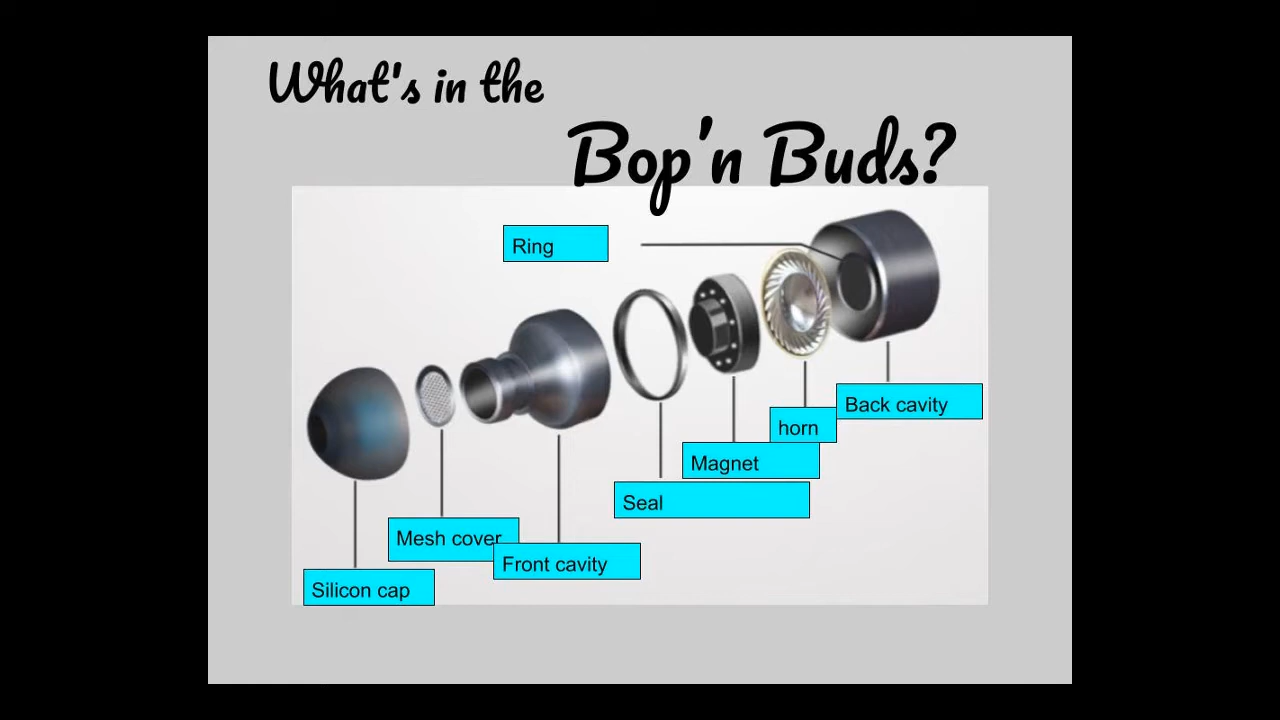 What's in the
Bop'n Buds?
Ring
Back cavity
horn
Magnet
Seal
Mesh cover
Front cavity
Silicon cap